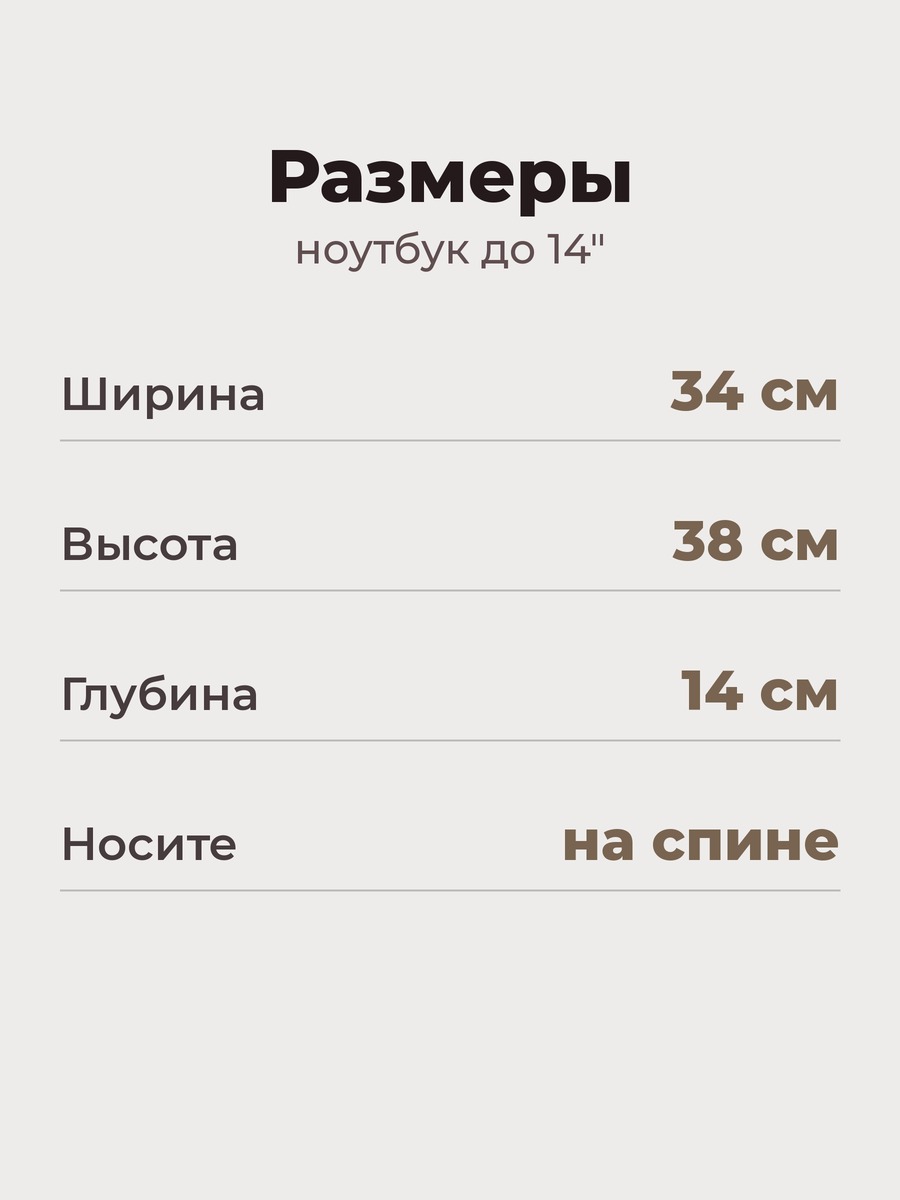 Размеры
ноутбук до 14"
Ширина 34 см
Высота 38 см
Глубина 14 см
Носите на спине